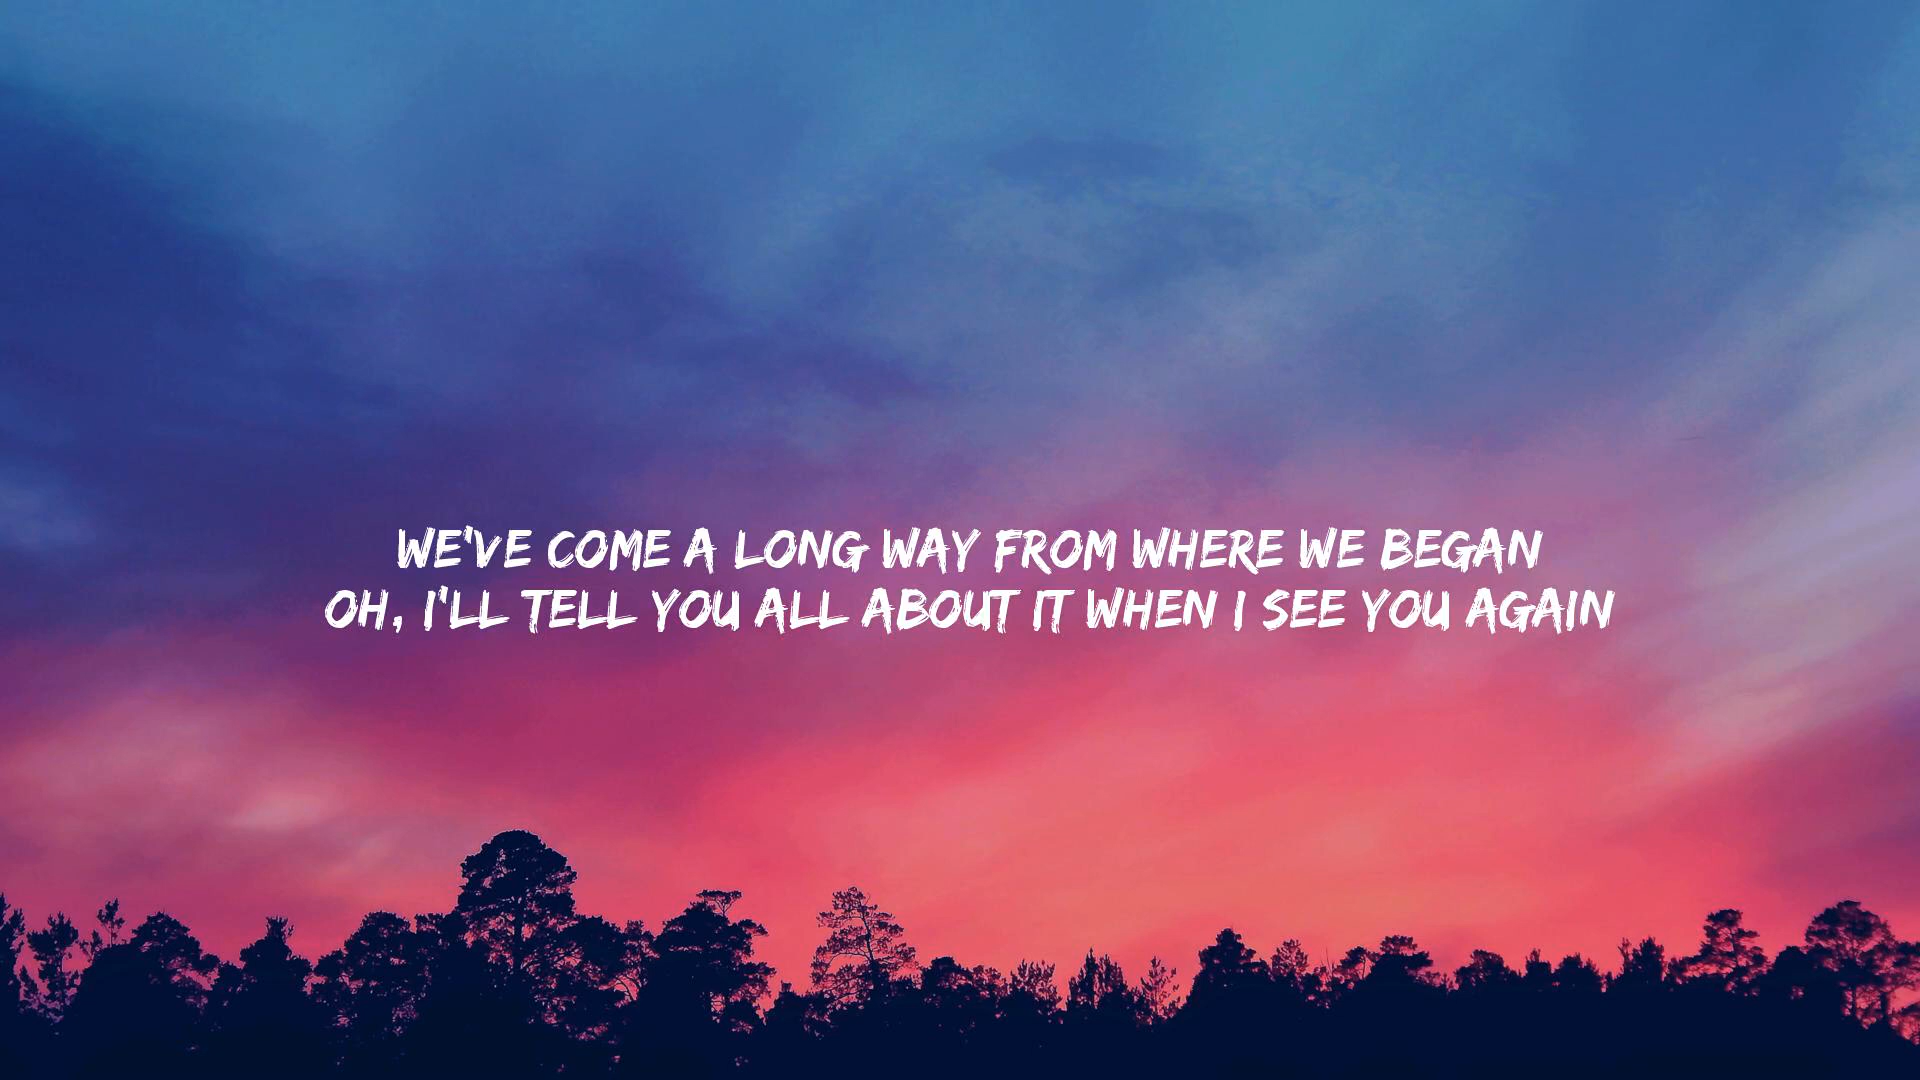 WE'VE COME A LONG WAY FROM WHERE WE BEGAN
OH, I'LL TELL YOU ALL ABOUT IT WHEN I SEE YOU AGAIN